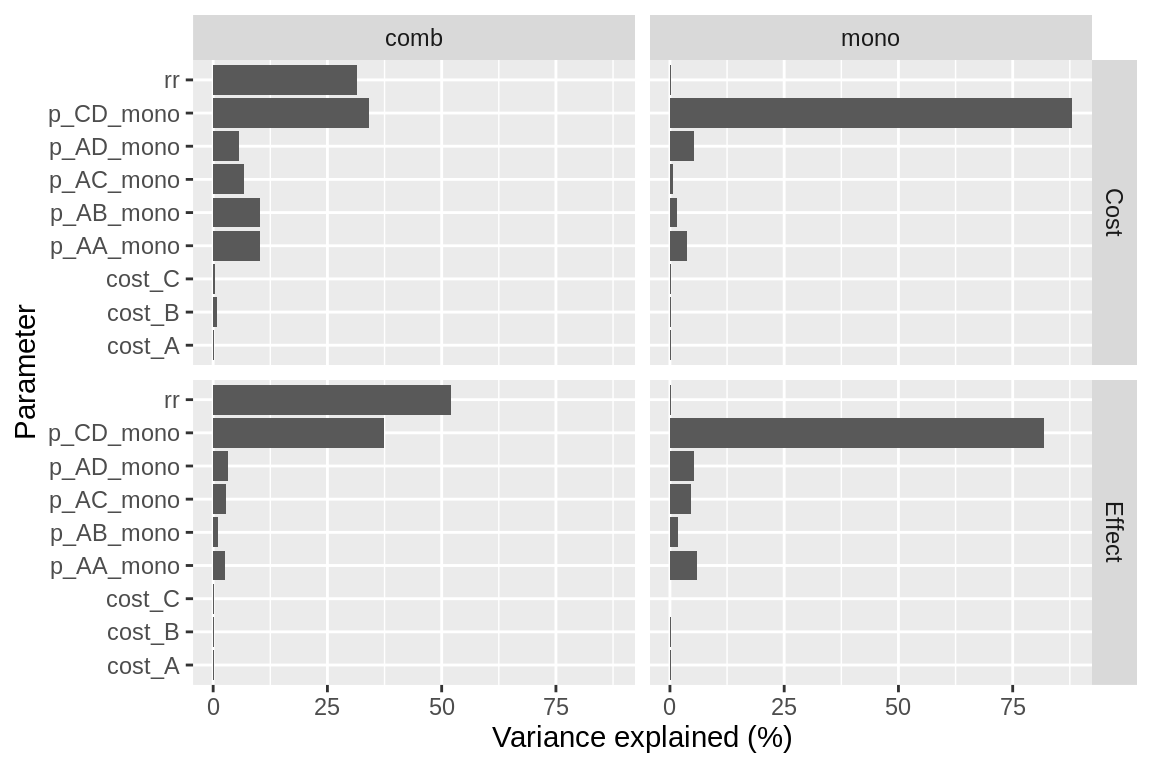 comb
mono
rr
p_CD_mono
p_AD_mono
p_AC_mono
p_AB_mono
p_AA_mono
cost_C
cost_B
cost_A
Cost
rr
p_CD_mono
p_AD_mono
p_AC_mono
p_AB_mono
p_AA_mono
cost_C
cost_B
cost_A
Effect
Parameter
0 25 50 75
0 25 50 75
Variance explained (%)